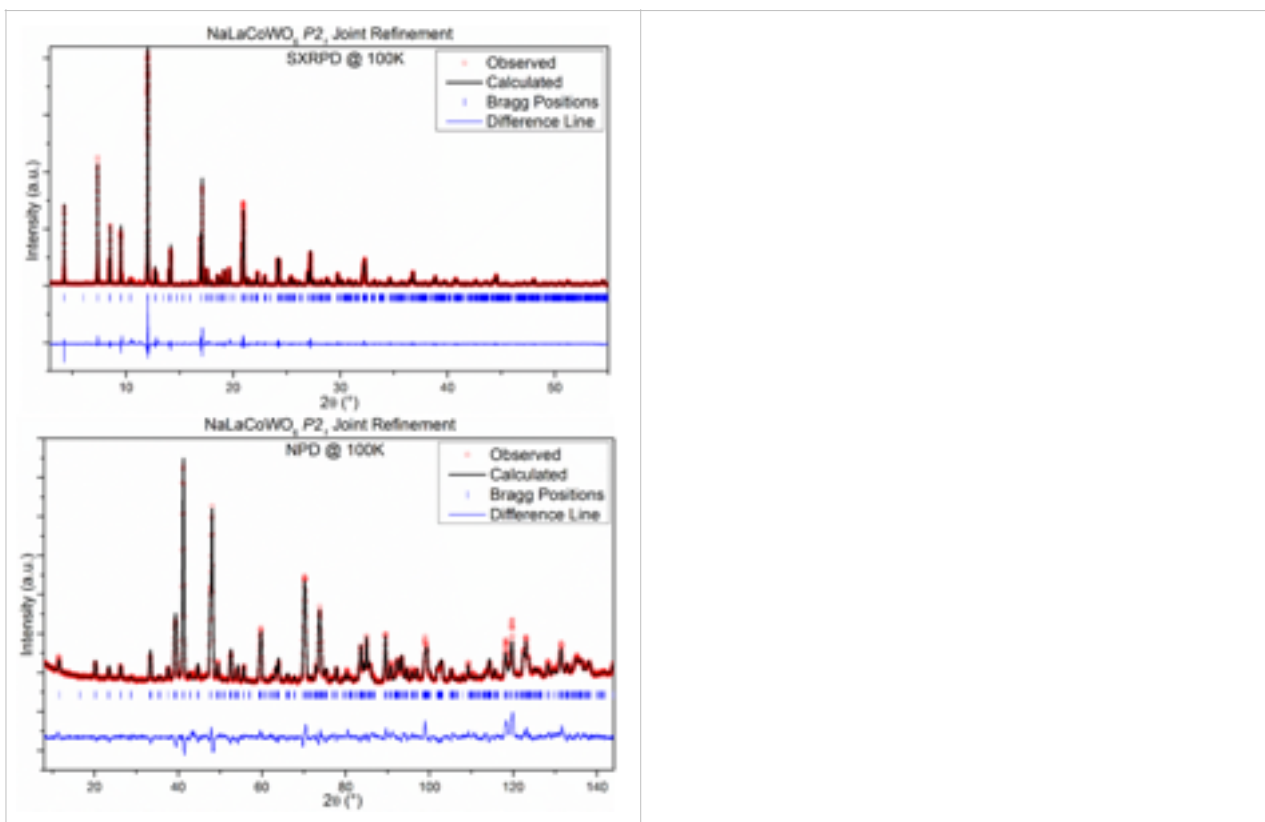 NaLaCoWO₆ P2₁ Joint Refinement
SXRPD @ 100K
Observed
Calculated
Bragg Positions
Difference Line
Intensity (a.u.)
10 20 30 40 50
2θ (°)
NaLaCoWO₆ P2₁ Joint Refinement
NPD @ 100K
Observed
Calculated
Bragg Positions
Difference Line
Intensity (a.u.)
20 40 60 80 100 120 140
2θ (°)